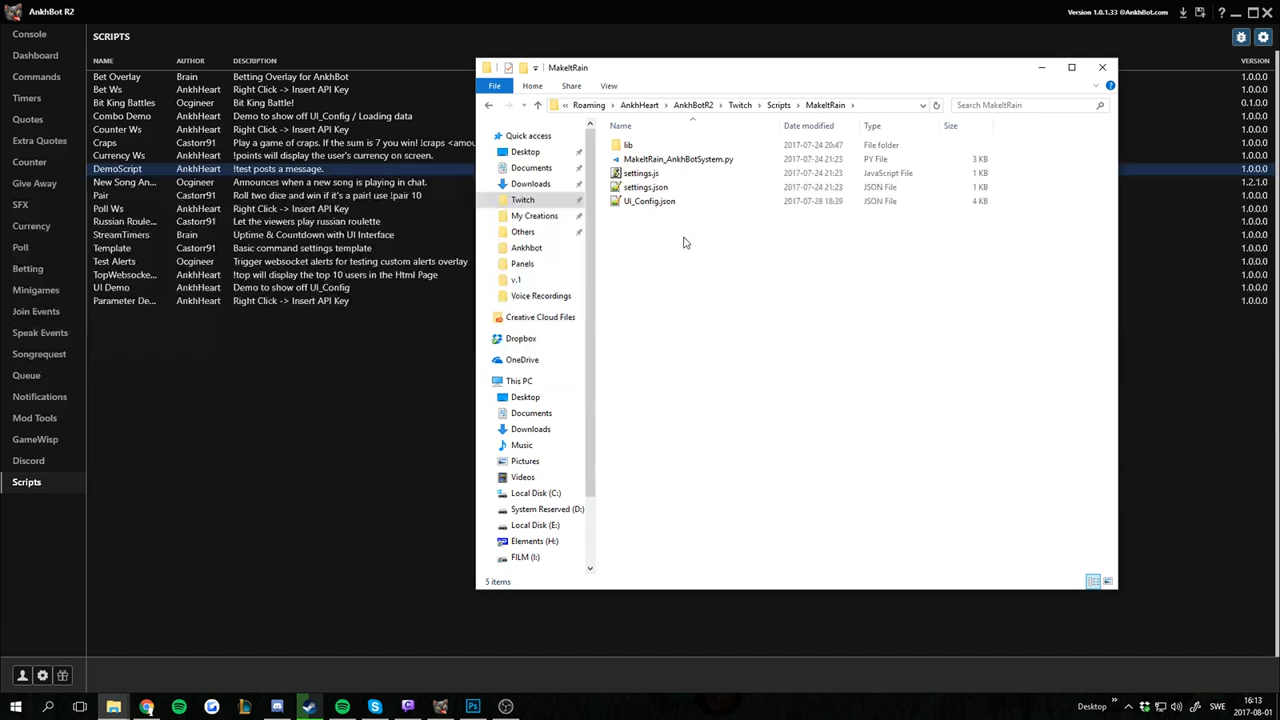 AnkhBot R2
Version 1.0.1.33 @AnkhBot.com
Console
Dashboard
Commands
Timers
Quotes
Extra Quotes
Counter
Give Away
SFX
Currency
Poll
Betting
Minigames
Join Events
Speak Events
Songrequest
Queue
Notifications
Mod Tools
GameWisp
Discord
Scripts
SCRIPTS
NAME AUTHOR DESCRIPTION VERSION
Bet Overlay Brain Betting Overlay for AnkhBot 1.0.0.0
Bet Ws AnkhHeart Right Click -> Insert API Key 1.0.0.0
Bit King Battles Ocgineer Bit King Battle! 0.1.0.0
Combo Demo AnkhHeart Demo to show off UI_Config / Loading data 1.0.0.0
Counter Ws AnkhHeart Right Click -> Insert API Key 1.0.0.0
Craps Castorr91 Play a game of craps. If the sum is 7 you win! !craps <amou 1.0.0.0
Currency Ws AnkhHeart !points will display the user's currency on screen. 1.0.0.0
DemoScript AnkhHeart !test posts a message. 1.0.0.0
New Song An... Ocgineer Announces when a new song is playing in chat. 1.2.1.0
Pair Castorr91 Roll two dice and win if it's a pair! use !pair 10 1.0.0.0
Poll Ws AnkhHeart Right Click -> Insert API Key 1.0.0.0
Russian Roule... Castorr91 Let the viewers play russian roulette 1.0.0.0
StreamTimers Brain Uptime & Countdown with UI Interface 1.0.0.0
Template Castorr91 Basic command settings template 1.0.0.0
Test Alerts Ocgineer Trigger websocket alerts for testing custom alerts overlay 1.0.0.0
TopWebsocke... AnkhHeart !top will display the top 10 users in the Html Page 1.0.0.0
UI Demo AnkhHeart Demo to show off UI_Config 1.0.0.0
Parameter De... AnkhHeart Right Click -> Insert API Key 1.0.0.0
MakeItRain
File Home Share View
« Roaming > AnkhHeart > AnkhBotR2 > Twitch > Scripts > MakeItRain
Search MakeItRain
Quick access
Desktop
Documents
Downloads
Twitch
My Creations
Others
Ankhbot
Panels
v.1
Voice Recordings
Creative Cloud Files
Dropbox
OneDrive
This PC
Desktop
Documents
Downloads
Music
Pictures
Videos
Local Disk (C:)
System Reserved (D:)
Local Disk (E:)
Elements (H:)
FILM (I:)
Name Date modified Type Size
lib 2017-07-24 20:47 File folder
MakeItRain_AnkhBotSystem.py 2017-07-24 21:23 PY File 3 KB
settings.js 2017-07-24 21:23 JavaScript File 1 KB
settings.json 2017-07-24 21:23 JSON File 1 KB
UI_Config.json 2017-07-28 18:39 JSON File 4 KB
5 items
Desktop
SWE
16:13
2017-08-01